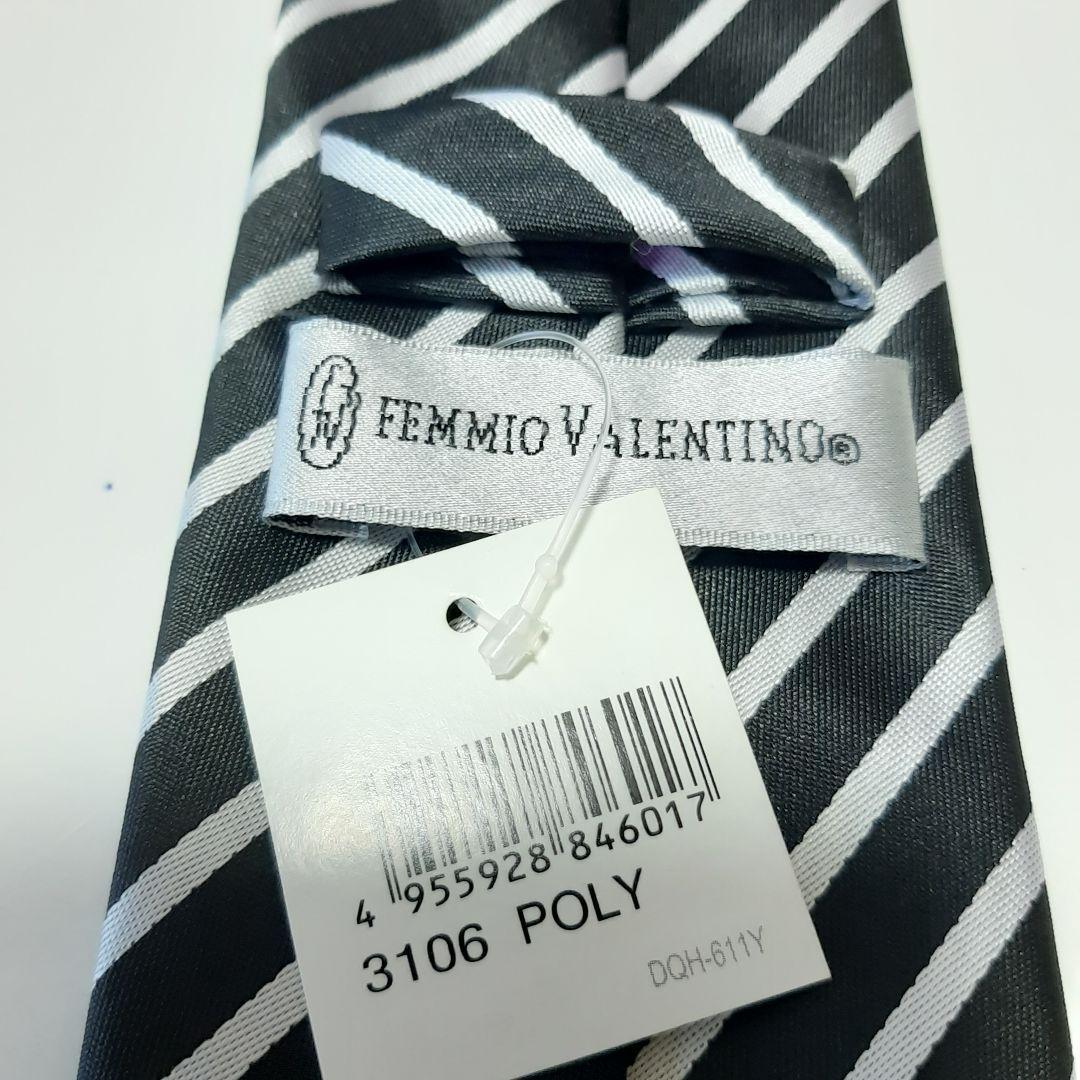 FEMMIO VALENTINO®
4 955928 846017
3106 POLY
DQH-611Y